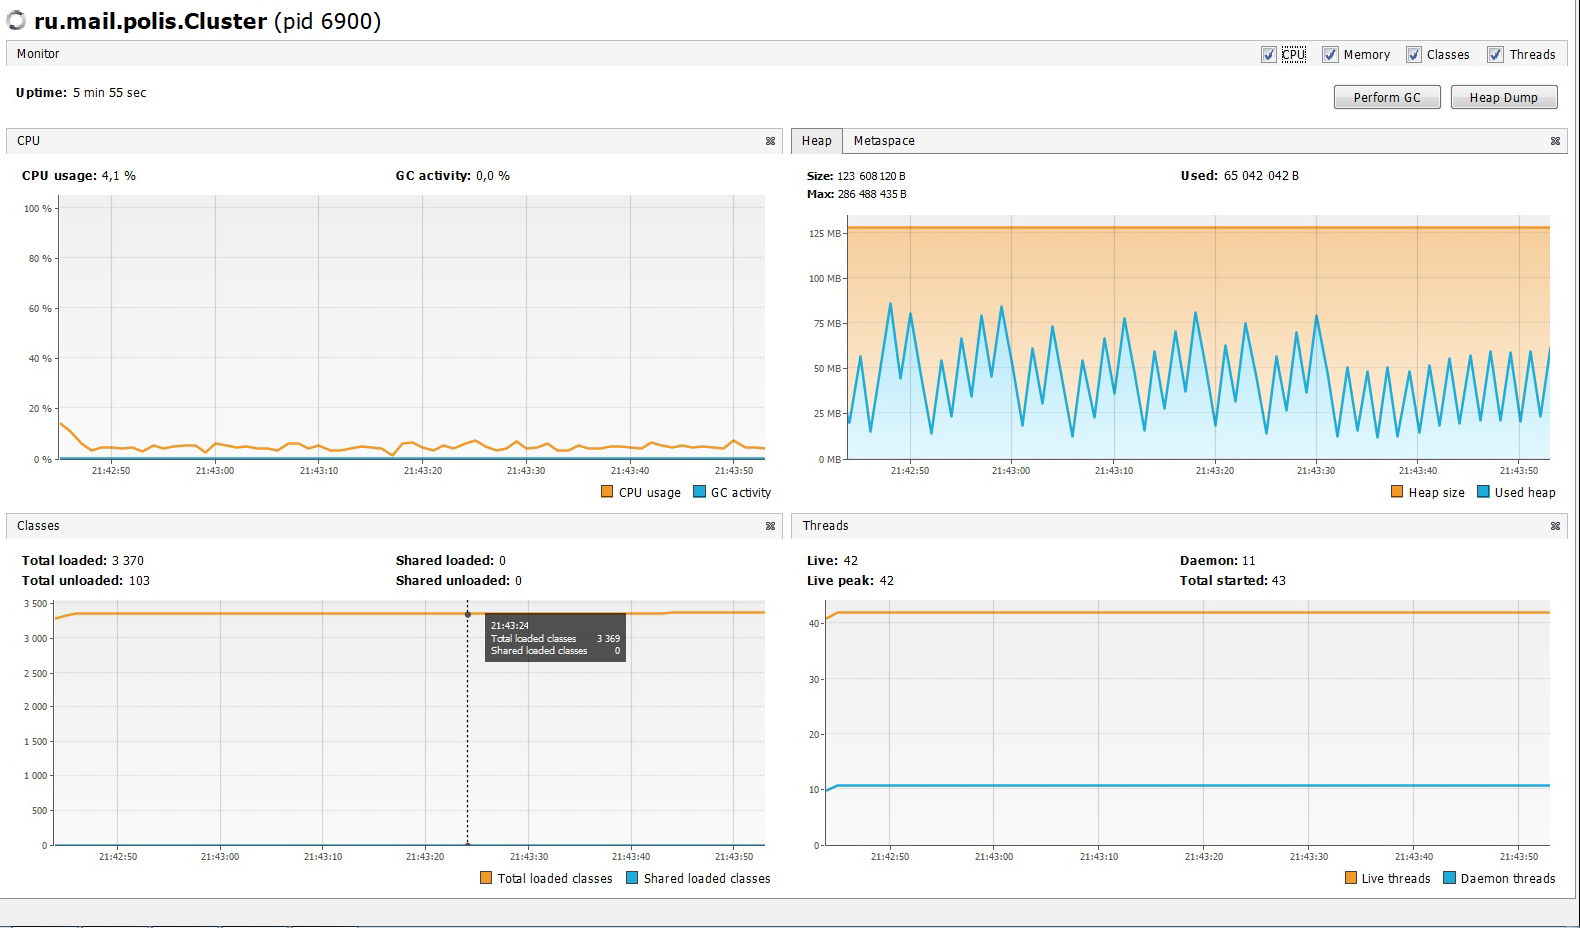 ru.mail.polis.Cluster (pid 6900)
Monitor
CPU Memory Classes Threads
Uptime: 5 min 55 sec
Perform GC Heap Dump
CPU
CPU usage: 4,1 % GC activity: 0,0 %
100 %
80 %
60 %
40 %
20 %
0 %
21:42:50 21:43:00 21:43:10 21:43:20 21:43:30 21:43:40 21:43:50
CPU usage GC activity
Heap Metaspace
Size: 123 608 120 B Used: 65 042 042 B
Max: 286 488 435 B
125 MB
100 MB
75 MB
50 MB
25 MB
0 MB
21:42:50 21:43:00 21:43:10 21:43:20 21:43:30 21:43:40 21:43:50
Heap size Used heap
Classes
Total loaded: 3 370 Shared loaded: 0
Total unloaded: 103 Shared unloaded: 0
3 500
3 000
2 500
2 000
1 500
1 000
500
0
21:43:24
Total loaded classes 3 369
Shared loaded classes 0
21:42:50 21:43:00 21:43:10 21:43:20 21:43:30 21:43:40 21:43:50
Total loaded classes Shared loaded classes
Threads
Live: 42 Daemon: 11
Live peak: 42 Total started: 43
40
30
20
10
0
21:42:50 21:43:00 21:43:10 21:43:20 21:43:30 21:43:40 21:43:50
Live threads Daemon threads